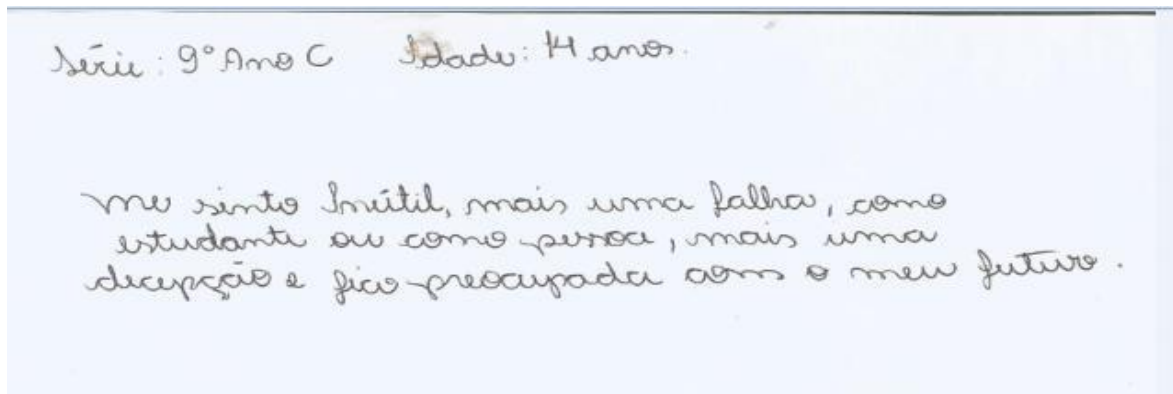 Série: 9º Ano C Idade: 14 anos.
me sinto Inútil, mais uma falha, como
estudante ou como pessoa, mais uma
decepção e fico preocupada com o meu futuro.